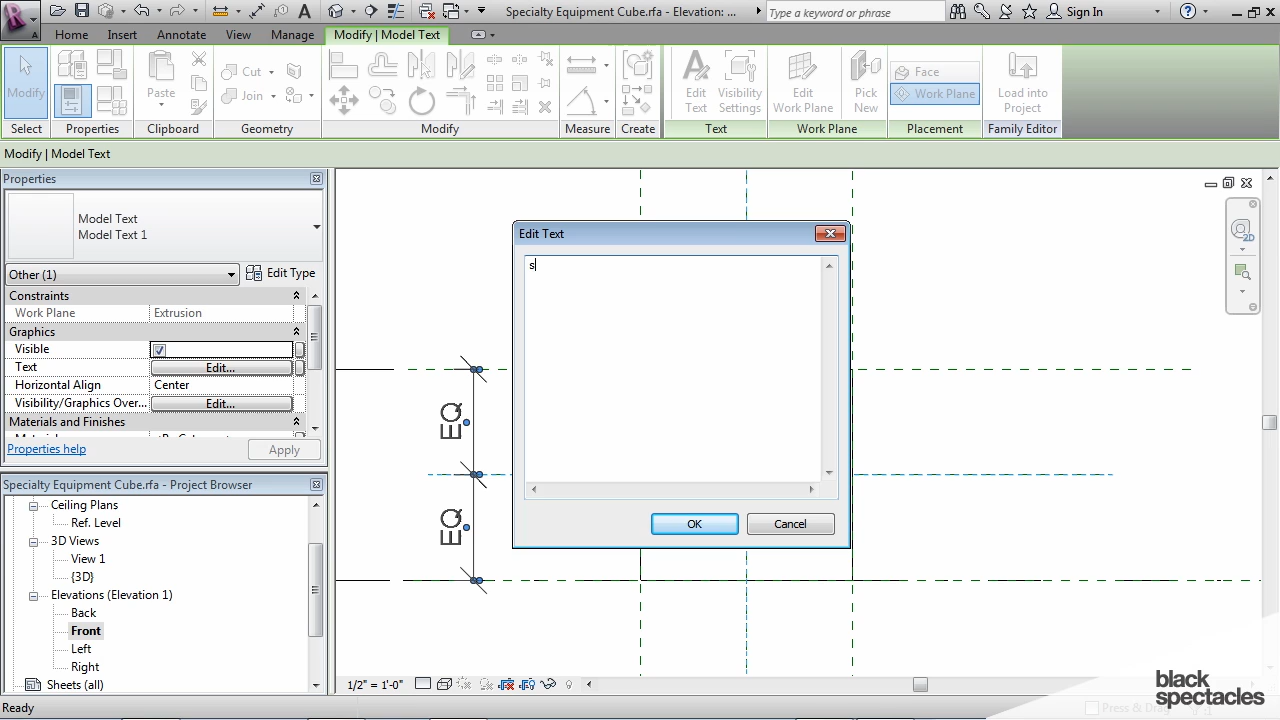 Specialty Equipment Cube.rfa - Elevation: ...
Type a keyword or phrase
Sign In
Home Insert Annotate View Manage Modify | Model Text
Modify
Paste
Cut
Join
Edit Text
Visibility Settings
Edit Work Plane
Pick New
Face
Work Plane
Load into Project
Select Properties Clipboard Geometry Modify Measure Create Text Work Plane Placement Family Editor
Modify | Model Text
Properties
Model Text
Model Text 1
Other (1)
Edit Type
Constraints
Work Plane Extrusion
Graphics
Visible
Text Edit...
Horizontal Align Center
Visibility/Graphics Over... Edit...
Materials and Finishes
Properties help
Apply
Specialty Equipment Cube.rfa - Project Browser
Ceiling Plans
Ref. Level
3D Views
View 1
{3D}
Elevations (Elevation 1)
Back
Front
Left
Right
Sheets (all)
EQ
EQ
Edit Text
s
OK
Cancel
2D
1/2" = 1'-0"
Ready
black
spectacles